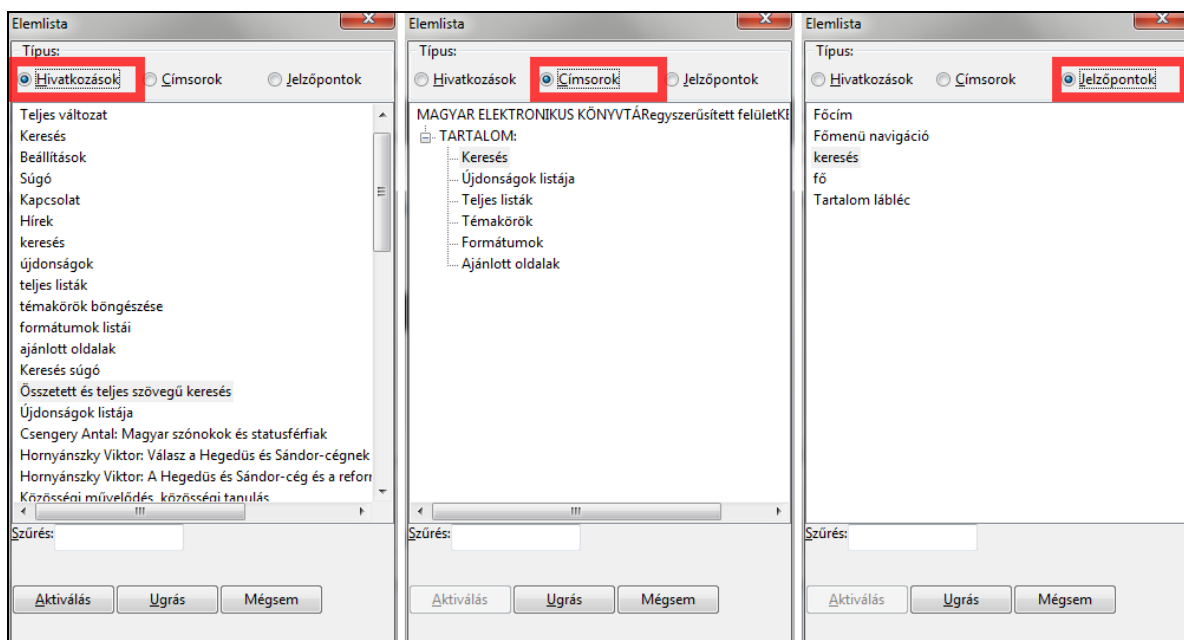 Elemlista
Típus:
Hivatkozások Címsorok Jelzőpontok
Teljes változat
Keresés
Beállítások
Súgó
Kapcsolat
Hírek
keresés
újdonságok
teljes listák
témakörök böngészése
formátumok listái
ajánlott oldalak
Keresés súgó
Összetett és teljes szövegű keresés
Újdonságok listája
Csengery Antal: Magyar szónokok és statusférfiak
Hornyánszky Viktor: Válasz a Hegedüs és Sándor-cégnek
Hornyánszky Viktor: A Hegedüs és Sándor-cég és a reforr
Közösségi művelődés, közösségi tanulás
Szűrés:
Aktiválás Ugrás Mégsem
Elemlista
Típus:
Hivatkozások Címsorok Jelzőpontok
MAGYAR ELEKTRONIKUS KÖNYVTÁRegyszerűsített felületKE
TARTALOM:
Keresés
Újdonságok listája
Teljes listák
Témakörök
Formátumok
Ajánlott oldalak
Szűrés:
Aktiválás Ugrás Mégsem
Elemlista
Típus:
Hivatkozások Címsorok Jelzőpontok
Főcím
Főmenü navigáció
keresés
fő
Tartalom lábléc
Szűrés:
Aktiválás Ugrás Mégsem